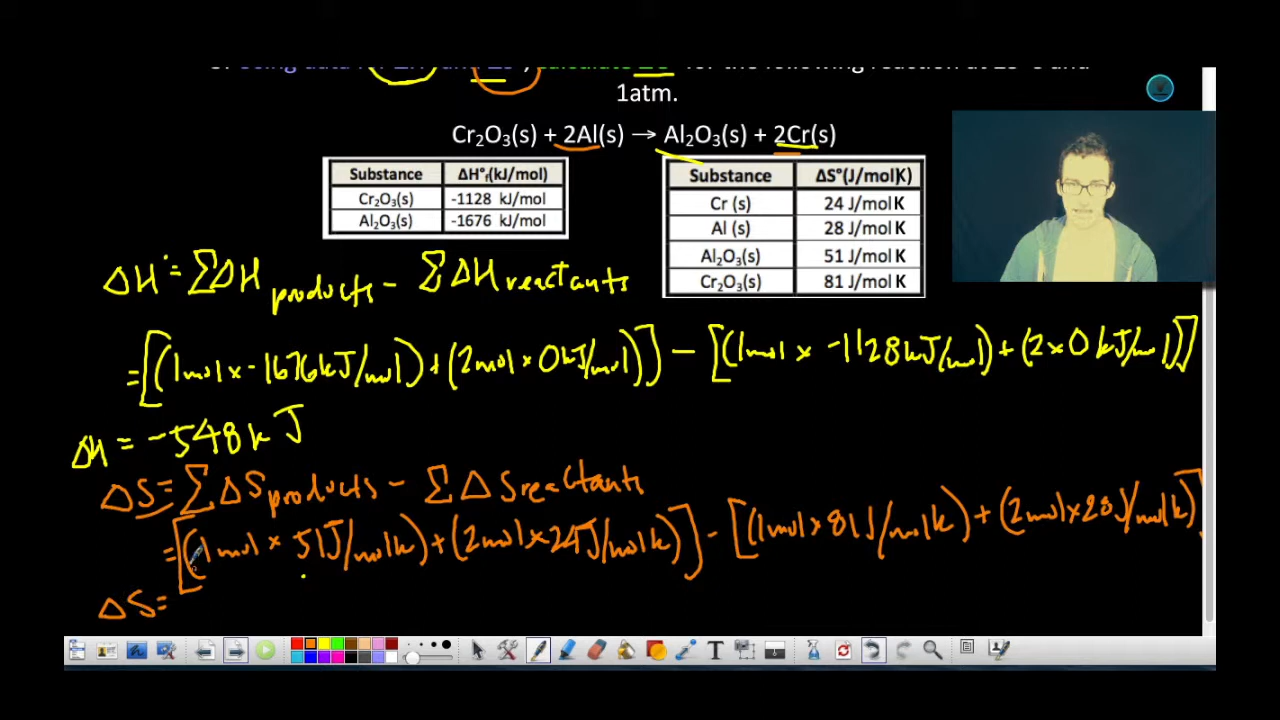 1atm.
Cr₂O₃(s) + 2Al(s) → Al₂O₃(s) + 2Cr(s)
Substance ΔH°f(kJ/mol)
Cr₂O₃(s) -1128 kJ/mol
Al₂O₃(s) -1676 kJ/mol
Substance ΔS°(J/molK)
Cr (s) 24 J/mol K
Al (s) 28 J/mol K
Al₂O₃(s) 51 J/mol K
Cr₂O₃(s) 81 J/mol K
ΔH° = ΣΔH products - ΣΔH reactants
= [(1mol x -1676kJ/mol) + (2mol x 0kJ/mol)] - [(1mol x -1128kJ/mol) + (2 x 0 kJ/mol)]
ΔH = -548kJ
ΔS = ΣΔS products - ΣΔS reactants
= [(1mol x 51J/molk) + (2mol x 24J/molk)] - [(1mol x 81J/molk) + (2mol x 28J/molk)]
ΔS =
T